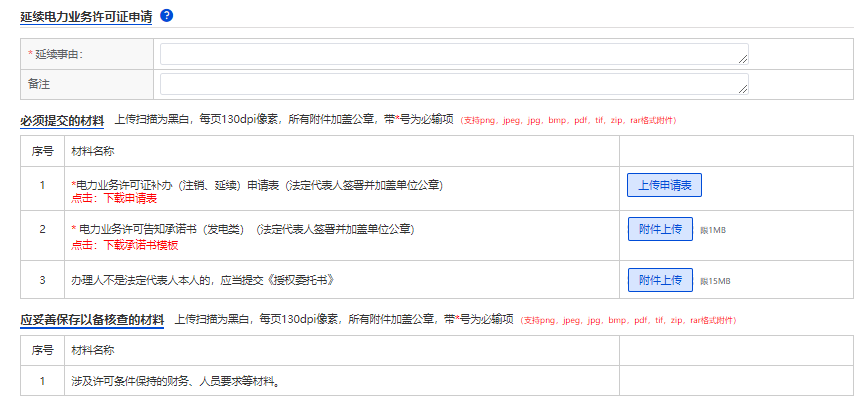 延续电力业务许可证申请 ?
* 延续事由：
备注
必须提交的材料 上传扫描为黑白，每页130dpi像素，所有附件加盖公章，带*号为必输项 （支持png、jpeg、jpg、bmp、pdf、tif、zip、rar格式附件）
序号 材料名称
1 *电力业务许可证补办（注销、延续）申请表（法定代表人签署并加盖单位公章） 上传申请表
点击：下载申请表
2 * 电力业务许可告知承诺书（发电类）（法定代表人签署并加盖单位公章） 附件上传 限1MB
点击：下载承诺书模板
3 办理人不是法定代表人本人的，应当提交《授权委托书》 附件上传 限15MB
应妥善保存以备核查的材料 上传扫描为黑白，每页130dpi像素，所有附件加盖公章，带*号为必输项 （支持png、jpeg、jpg、bmp、pdf、tif、zip、rar格式附件）
序号 材料名称
1 涉及许可条件保持的财务、人员要求等材料。